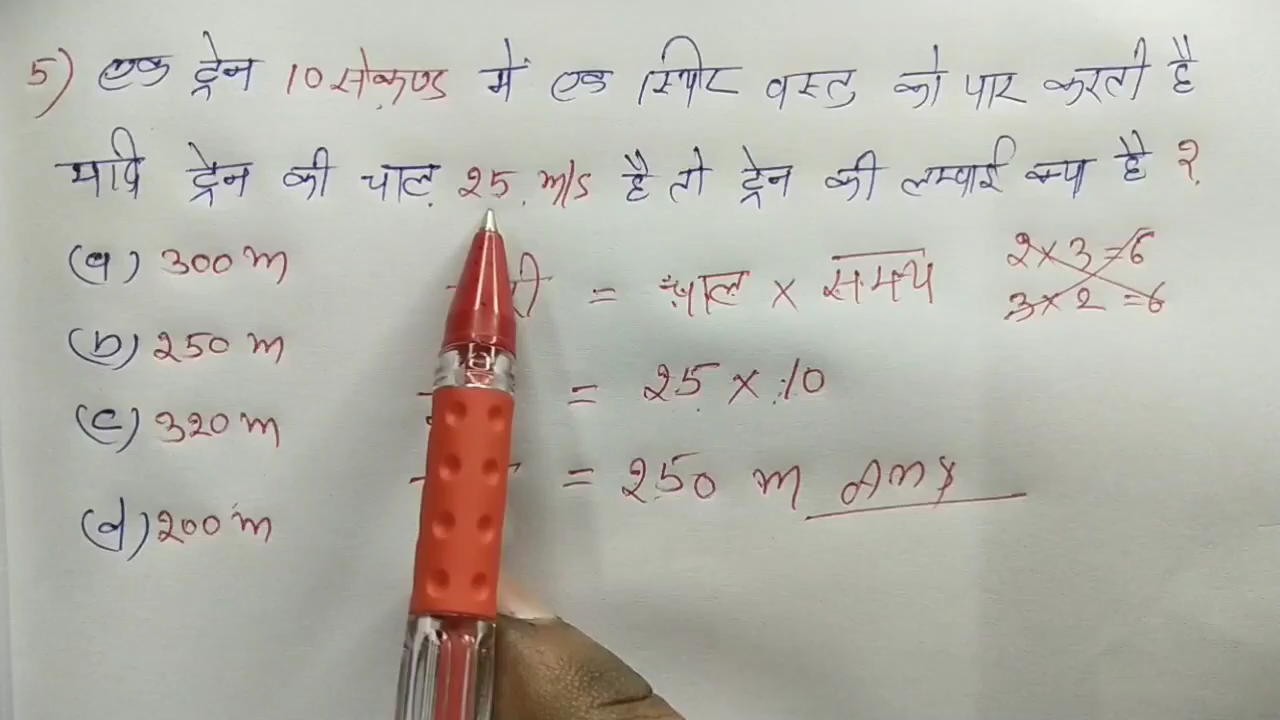 5) एक ट्रेन 10 सेकण्ड में एक स्थिर वस्तु को पार करती है
यदि ट्रेन की चाल 25 m/s है तो ट्रेन की लम्बाई क्या है ?
(a) 300 m
= चाल × समय
2 × 3 = 6
3 × 2 = 6
(b) 250 m
= 25 × 10
(c) 320 m
= 250 m Ans
(d) 200 m